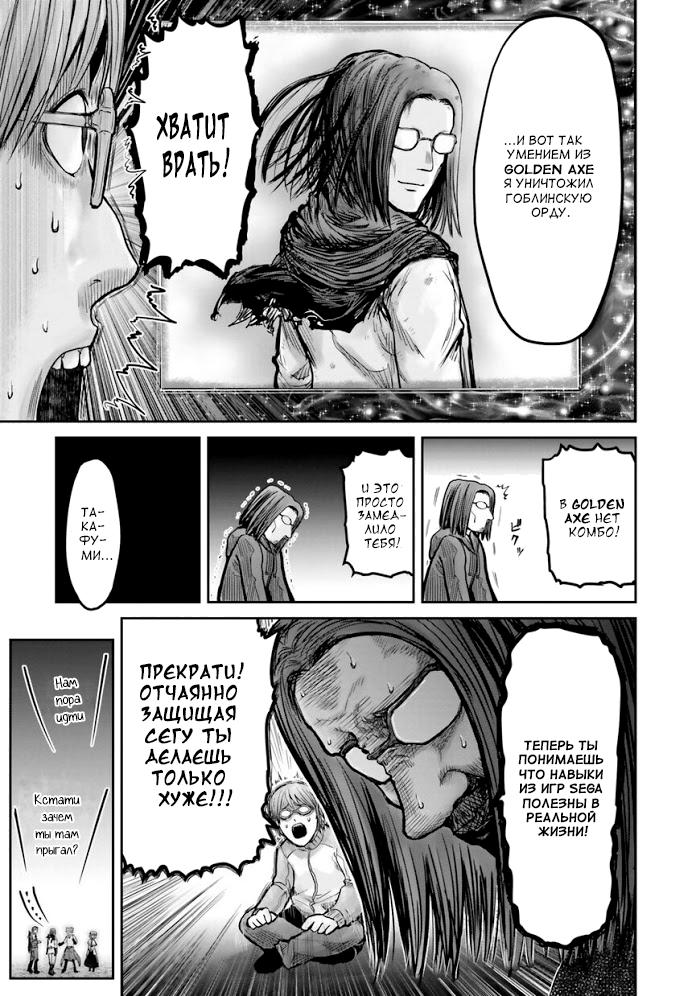 ...И ВОТ ТАК
УМЕНИЕМ ИЗ
GOLDEN AXE
Я УНИЧТОЖИЛ
ГОБЛИНСКУЮ
ОРДУ.
ХВАТИТ
ВРАТЬ!
В GOLDEN
AXE НЕТ
КОМБО!
И ЭТО
ПРОСТО
ЗАМЕД-
ЛИЛО
ТЕБЯ!
ТА-
КА-
ФУ-
МИ...
ТЕПЕРЬ ТЫ
ПОНИМАЕШЬ
ЧТО НАВЫКИ
ИЗ ИГР SEGA
ПОЛЕЗНЫ В
РЕАЛЬНОЙ
ЖИЗНИ!
ПРЕКРАТИ!
ОТЧАЯННО
ЗАЩИЩАЯ
СЕГУ ТЫ
ДЕЛАЕШЬ
ТОЛЬКО
ХУЖЕ!!!
Нам
пора
идти
Кстати
зачем
ты там
прыгал?